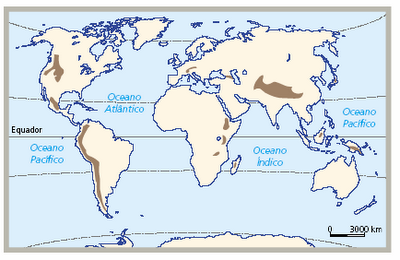 Oceano
Atlântico
Oceano
Pacífico
Equador
Oceano
Pacífico
Oceano
Índico
0 3000 km